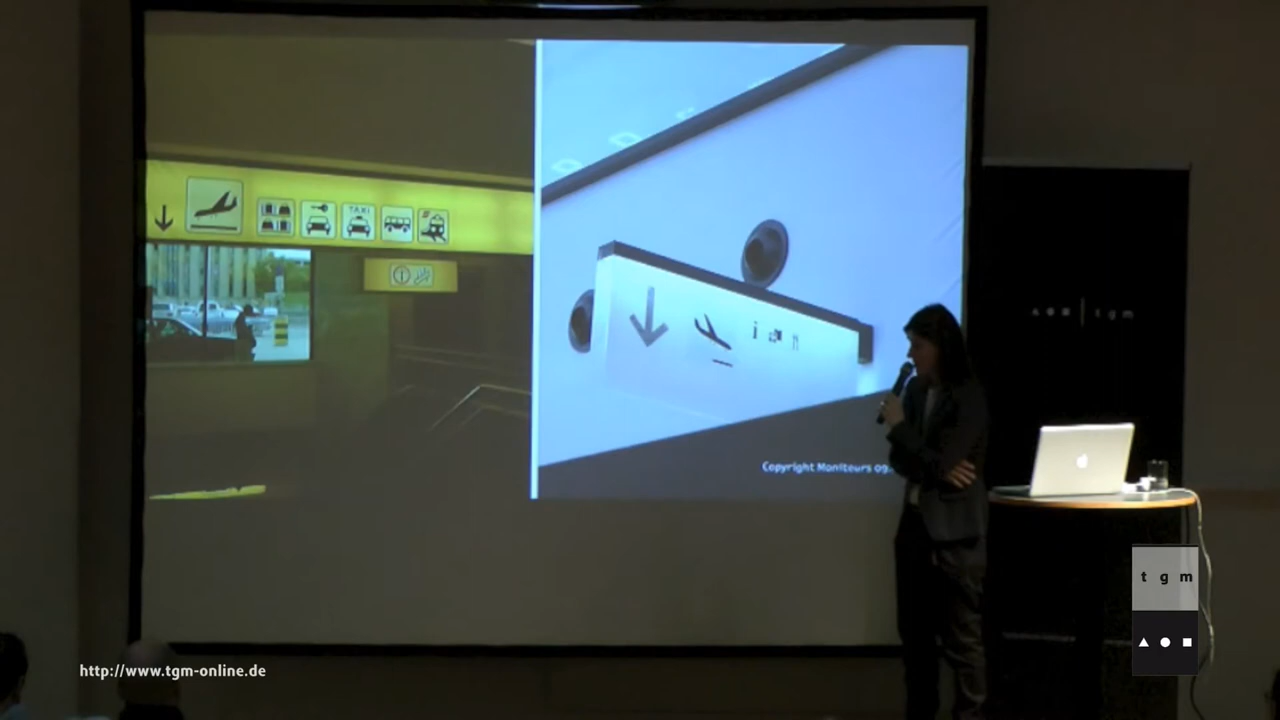 TAXI
i
i
Copyright Moniteurs 09
t g m
t g m
http://www.tgm-online.de